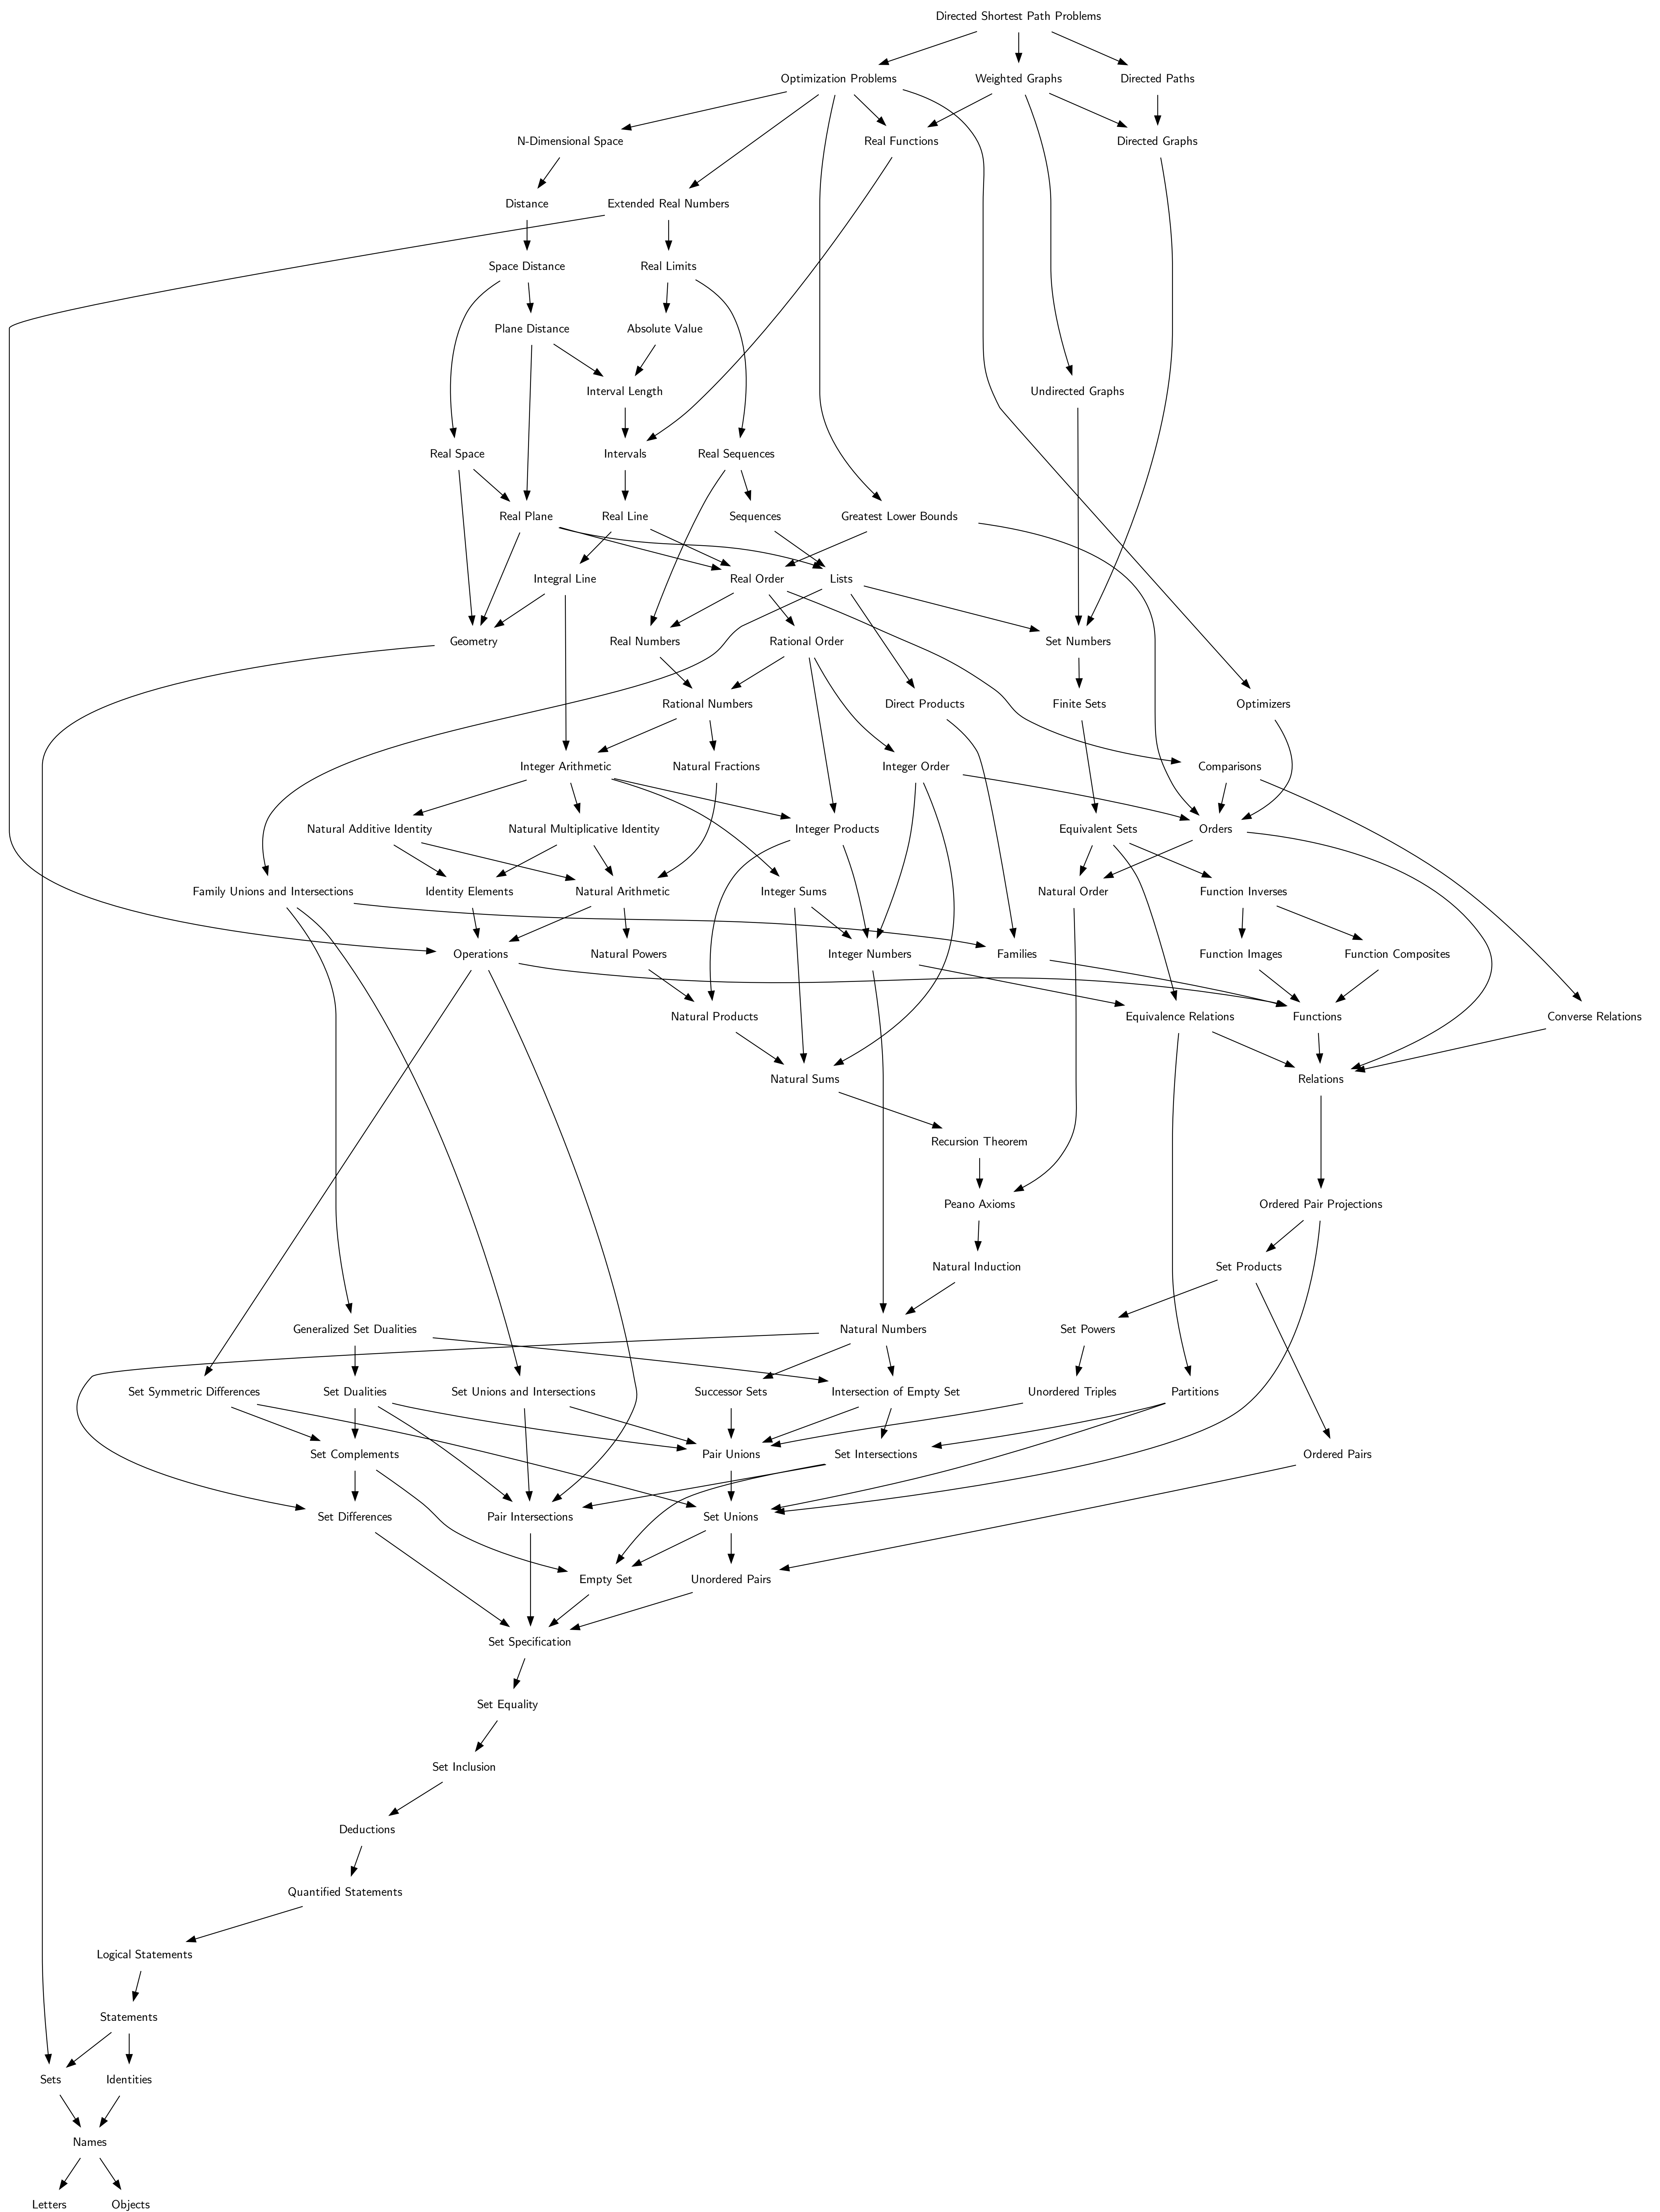 Directed Shortest Path Problems
Optimization Problems
Weighted Graphs
Directed Paths
N-Dimensional Space
Real Functions
Directed Graphs
Distance
Extended Real Numbers
Space Distance
Real Limits
Plane Distance
Absolute Value
Interval Length
Undirected Graphs
Real Space
Intervals
Real Sequences
Real Plane
Real Line
Sequences
Greatest Lower Bounds
Integral Line
Real Order
Lists
Geometry
Real Numbers
Rational Order
Set Numbers
Rational Numbers
Direct Products
Finite Sets
Optimizers
Integer Arithmetic
Natural Fractions
Integer Order
Comparisons
Natural Additive Identity
Natural Multiplicative Identity
Integer Products
Equivalent Sets
Orders
Family Unions and Intersections
Identity Elements
Natural Arithmetic
Integer Sums
Natural Order
Function Inverses
Operations
Natural Powers
Integer Numbers
Families
Function Images
Function Composites
Natural Products
Equivalence Relations
Functions
Converse Relations
Natural Sums
Relations
Recursion Theorem
Peano Axioms
Ordered Pair Projections
Natural Induction
Set Products
Generalized Set Dualities
Natural Numbers
Set Powers
Set Symmetric Differences
Set Dualities
Set Unions and Intersections
Successor Sets
Intersection of Empty Set
Unordered Triples
Partitions
Set Complements
Pair Unions
Set Intersections
Ordered Pairs
Set Differences
Pair Intersections
Set Unions
Empty Set
Unordered Pairs
Set Specification
Set Equality
Set Inclusion
Deductions
Quantified Statements
Logical Statements
Statements
Sets
Identities
Names
Letters
Objects